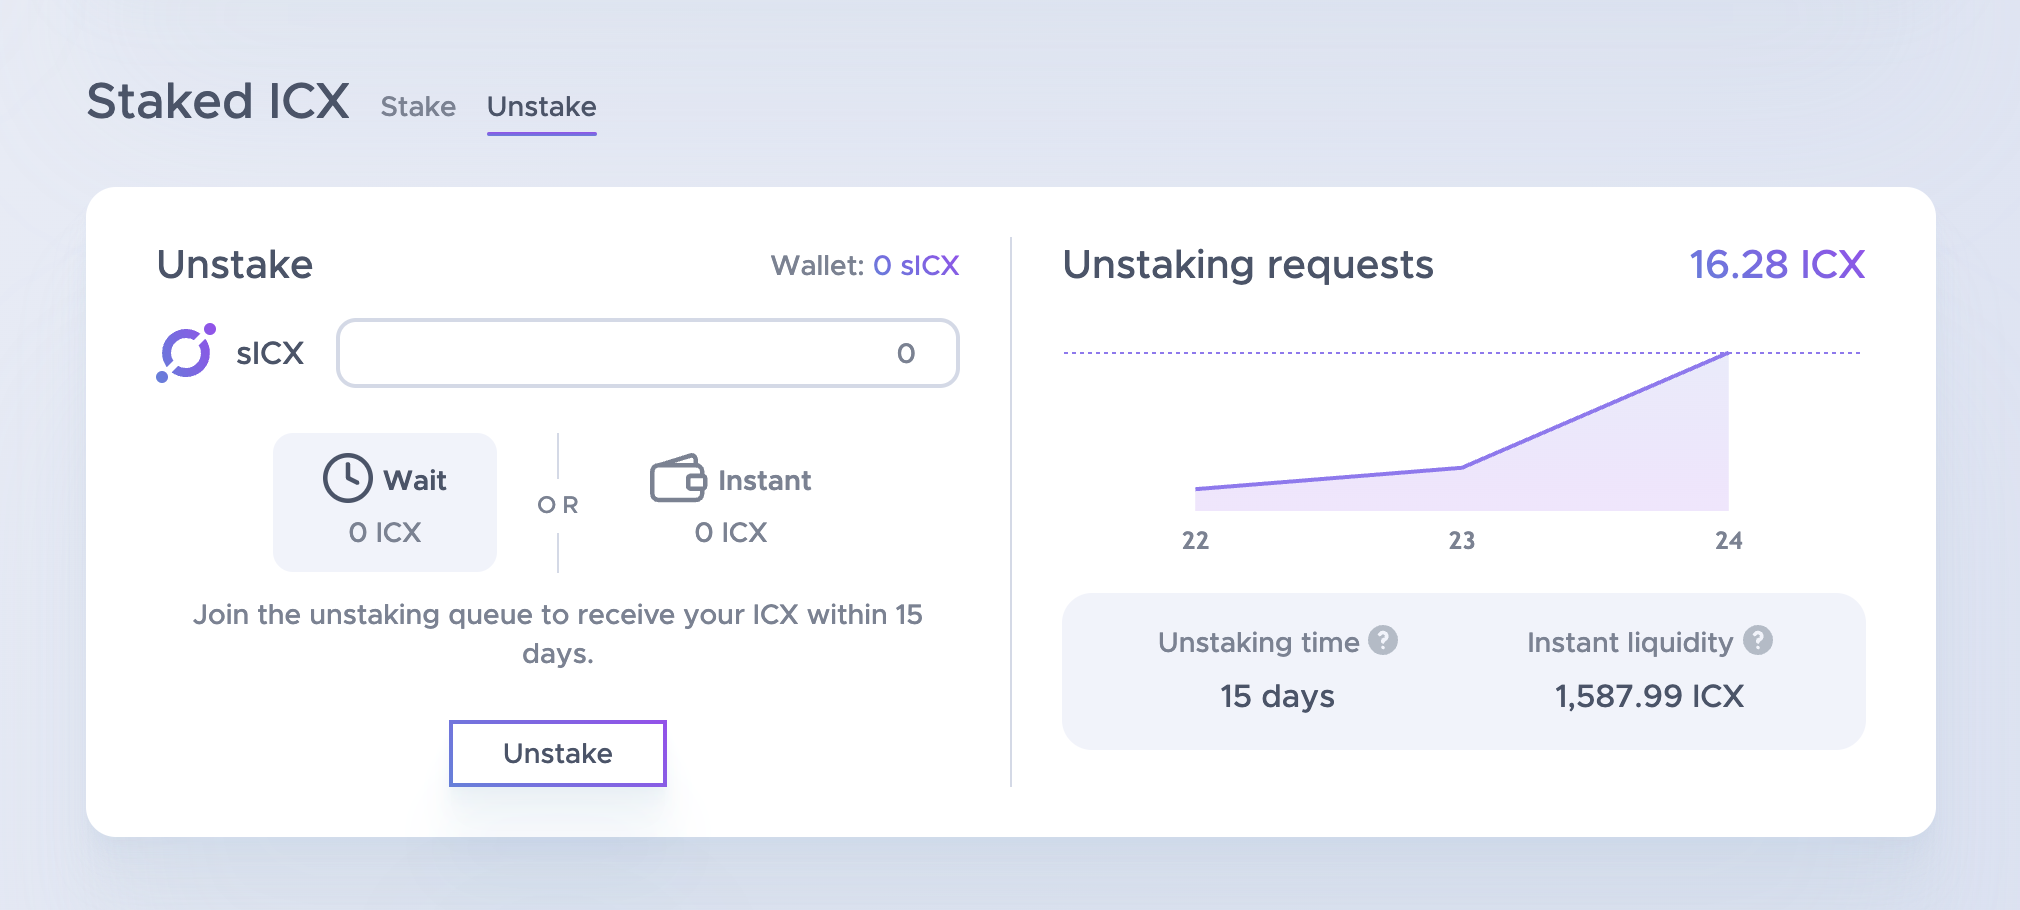 Staked ICX
Stake
Unstake
Unstake
Wallet: 0 sICX
sICX
0
Wait
0 ICX
OR
Instant
0 ICX
Join the unstaking queue to receive your ICX within 15
days.
Unstake
Unstaking requests
16.28 ICX
22
23
24
Unstaking time ?
15 days
Instant liquidity ?
1,587.99 ICX